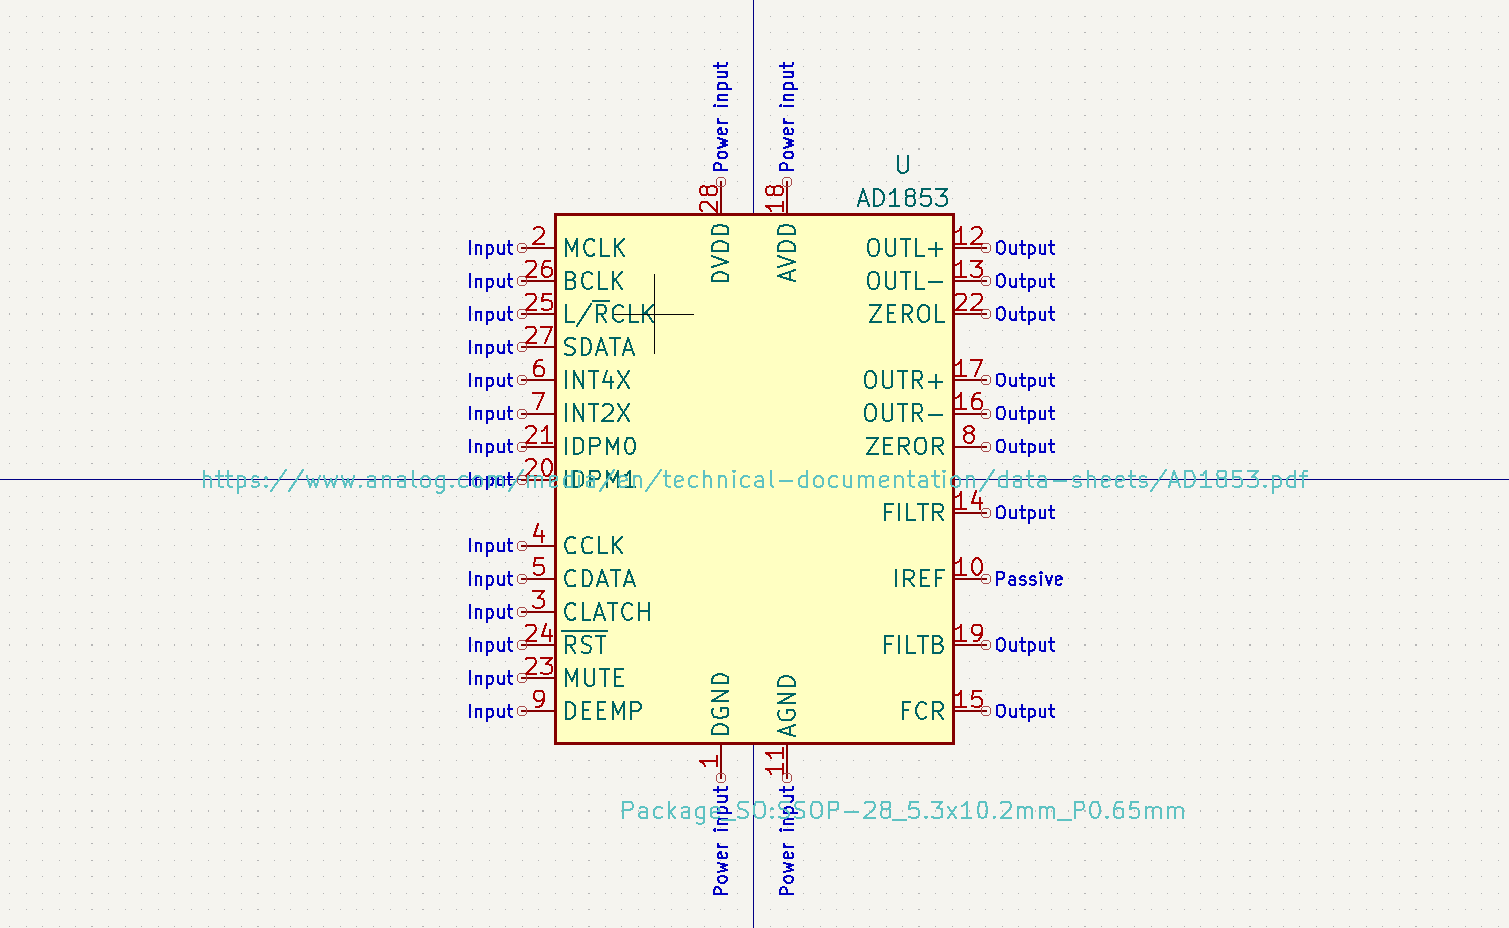 Power input
Power input
U
28
18
AD1853
DVDD
AVDD
Input 2 MCLK
OUTL+ 12 Output
Input 26 BCLK
OUTL- 13 Output
Input 25 L/R̅CLK
ZEROL 22 Output
Input 27 SDATA
Input 6 INT4X
OUTR+ 17 Output
Input 7 INT2X
OUTR- 16 Output
Input 21 IDPM0
ZEROR 8 Output
Input 20 IDPM1
https://www.analog.com/media/en/technical-documentation/data-sheets/AD1853.pdf
FILTR 14 Output
Input 4 CCLK
Input 5 CDATA
IREF 10 Passive
Input 3 CLATCH
Input 24 R̅S̅T̅
FILTB 19 Output
Input 23 MUTE
Input 9 DEEMP
FCR 15 Output
DGND
AGND
1
11
Package_SO:SSOP-28_5.3x10.2mm_P0.65mm
Power input
Power input